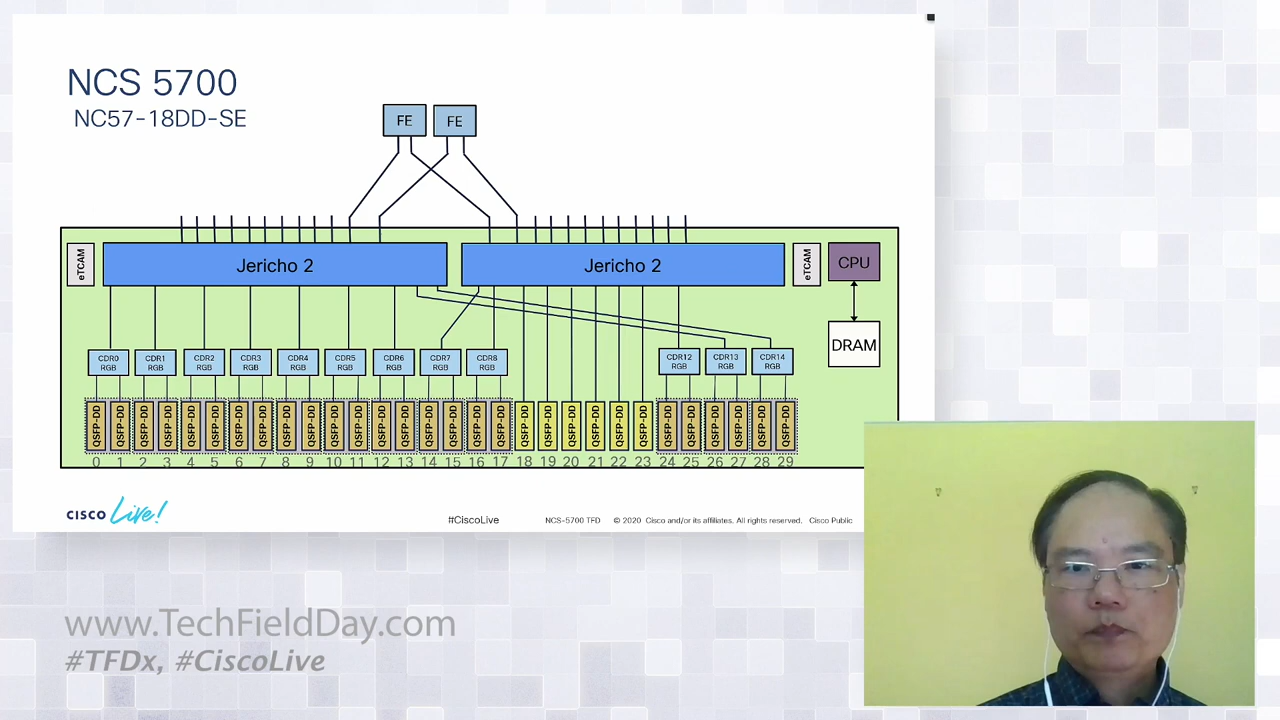 NCS 5700
NC57-18DD-SE
FE FE
eTCAM Jericho 2 Jericho 2 eTCAM CPU
DRAM
CDR0 RGB CDR1 RGB CDR2 RGB CDR3 RGB CDR4 RGB CDR5 RGB CDR6 RGB CDR7 RGB CDR8 RGB CDR12 RGB CDR13 RGB CDR14 RGB
QSFP-DD QSFP-DD QSFP-DD QSFP-DD QSFP-DD QSFP-DD QSFP-DD QSFP-DD QSFP-DD QSFP-DD QSFP-DD QSFP-DD QSFP-DD QSFP-DD QSFP-DD QSFP-DD QSFP-DD QSFP-DD QSFP-DD QSFP-DD QSFP-DD QSFP-DD QSFP-DD QSFP-DD QSFP-DD QSFP-DD QSFP-DD QSFP-DD QSFP-DD QSFP-DD
0 1 2 3 4 5 6 7 8 9 10 11 12 13 14 15 16 17 18 19 20 21 22 23 24 25 26 27 28 29
CISCO Live! #CiscoLive NCS-5700 TFD © 2020 Cisco and/or its affiliates. All rights reserved. Cisco Public
www.TechFieldDay.com
#TFDx, #CiscoLive